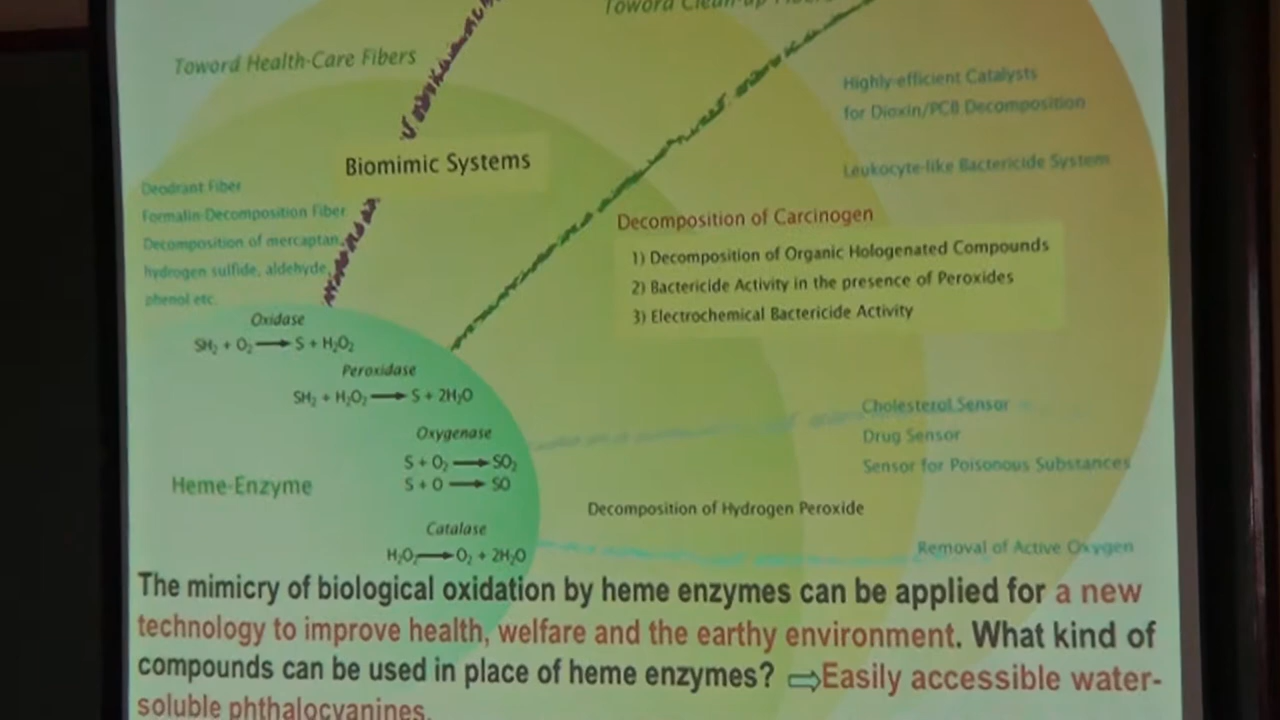 Toward Clean-up Fibers
Toward Health-Care Fibers
Highly-efficient Catalysts
for Dioxin/PCB Decomposition
Biomimic Systems
Leukocyte-like Bactericide System
Deodrant Fiber
Formalin-Decomposition Fiber
Decomposition of mercaptan,
hydrogen sulfide, aldehyde,
phenol etc.
Decomposition of Carcinogen
1) Decomposition of Organic Hologenated Compounds
2) Bactericide Activity in the presence of Peroxides
3) Electrochemical Bactericide Activity
Oxidase
SH₂ + O₂ → S + H₂O₂
Peroxidase
SH₂ + H₂O₂ → S + 2H₂O
Oxygenase
S + O₂ → SO₂
S + O → SO
Heme-Enzyme
Catalase
H₂O₂ → O₂ + 2H₂O
Cholesterol Sensor
Drug Sensor
Sensor for Poisonous Substances
Decomposition of Hydrogen Peroxide
Removal of Active Oxygen
The mimicry of biological oxidation by heme enzymes can be applied for a new
technology to improve health, welfare and the earthy environment. What kind of
compounds can be used in place of heme enzymes? ⇨Easily accessible water-
soluble phthalocyanines.